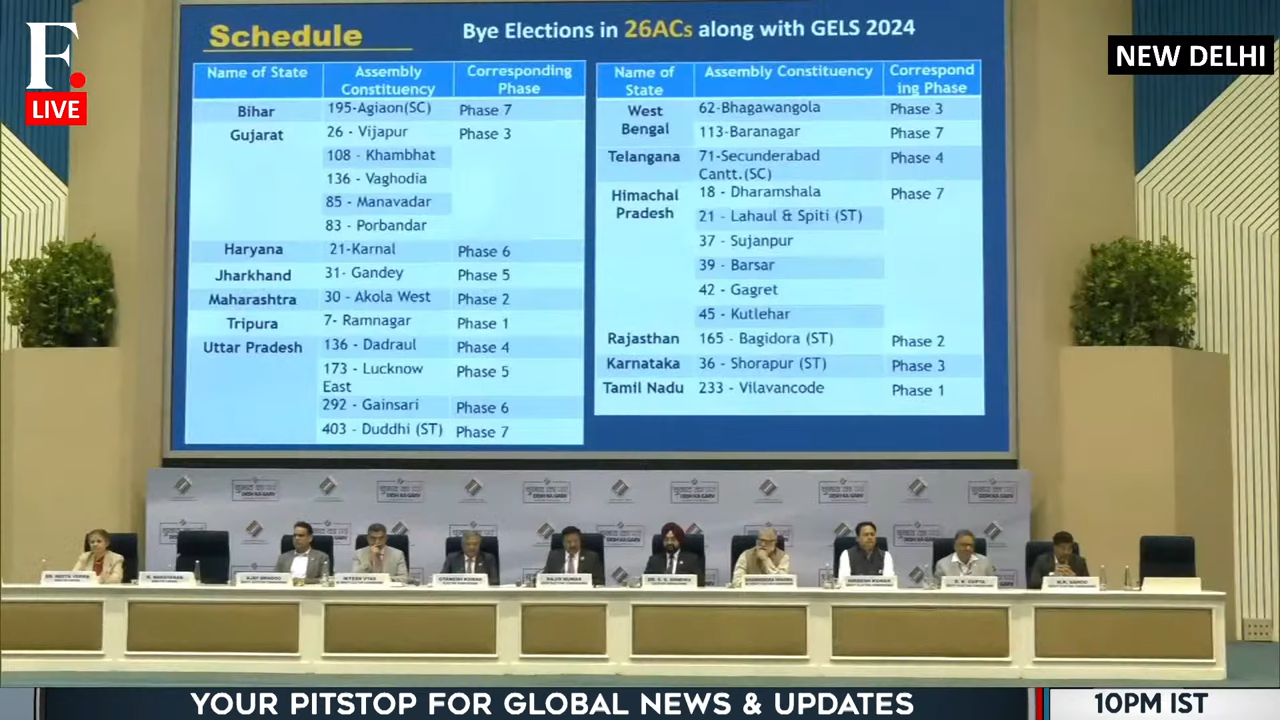 F.
LIVE
NEW DELHI
Schedule
Bye Elections in 26ACs along with GELS 2024
Name of State Assembly Constituency Corresponding Phase
Bihar 195-Agiaon(SC) Phase 7
Gujarat 26 - Vijapur Phase 3
108 - Khambhat
136 - Vaghodia
85 - Manavadar
83 - Porbandar
Haryana 21-Karnal Phase 6
Jharkhand 31- Gandey Phase 5
Maharashtra 30 - Akola West Phase 2
Tripura 7- Ramnagar Phase 1
Uttar Pradesh 136 - Dadraul Phase 4
173 - Lucknow East Phase 5
292 - Gainsari Phase 6
403 - Duddhi (ST) Phase 7
Name of State Assembly Constituency Correspond ing Phase
West Bengal 62-Bhagawangola Phase 3
113-Baranagar Phase 7
Telangana 71-Secunderabad Cantt.(SC) Phase 4
Himachal Pradesh 18 - Dharamshala Phase 7
21 - Lahaul & Spiti (ST)
37 - Sujanpur
39 - Barsar
42 - Gagret
45 - Kutlehar
Rajasthan 165 - Bagidora (ST) Phase 2
Karnataka 36 - Shorapur (ST) Phase 3
Tamil Nadu 233 - Vilavancode Phase 1
RAJIV KUMAR
YOUR PITSTOP FOR GLOBAL NEWS & UPDATES
10PM IST